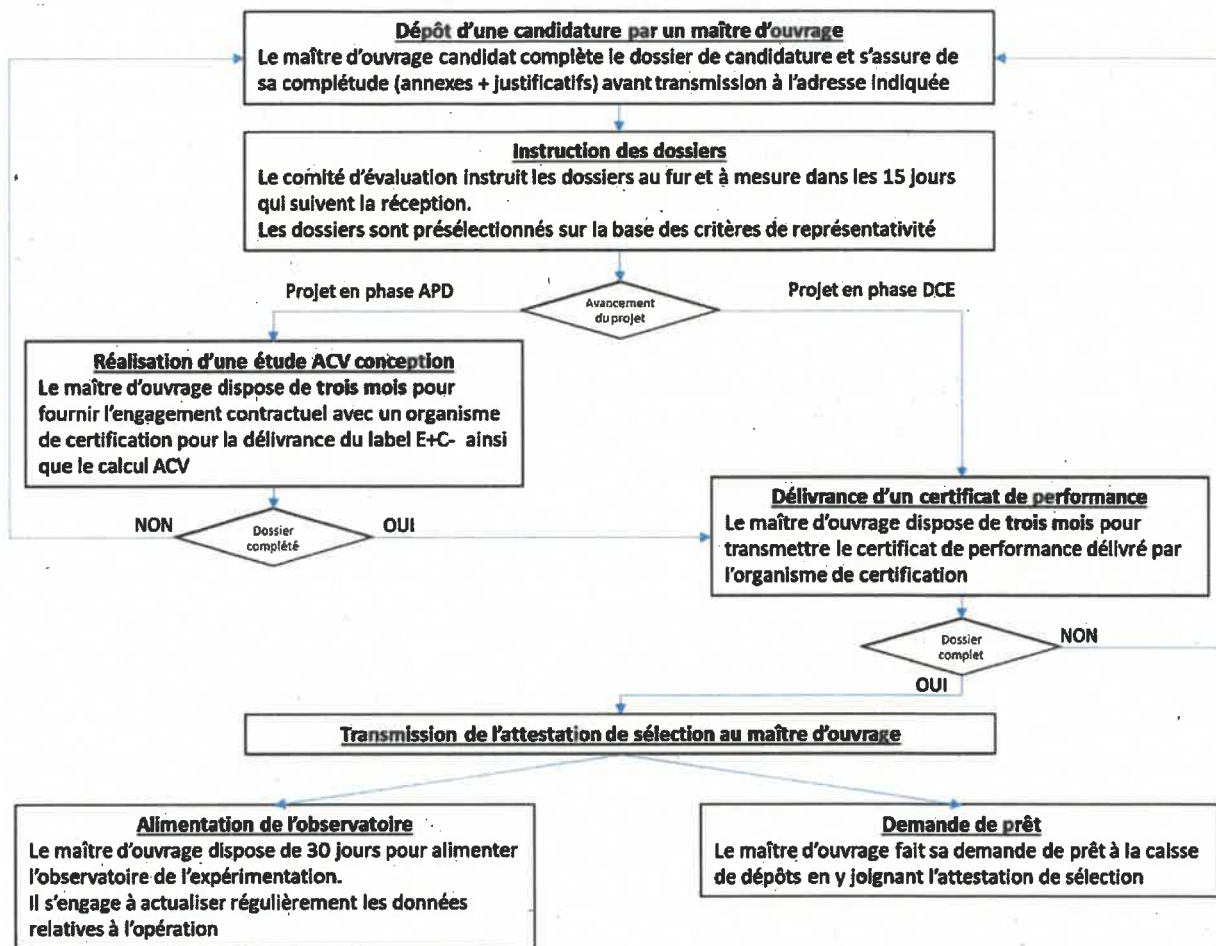 Dépôt d'une candidature par un maître d'ouvrage
Le maître d'ouvrage candidat complète le dossier de candidature et s'assure de
sa complétude (annexes + justificatifs) avant transmission à l'adresse indiquée
Instruction des dossiers
Le comité d'évaluation instruit les dossiers au fur et à mesure dans les 15 jours
qui suivent la réception.
Les dossiers sont présélectionnés sur la base des critères de représentativité
Projet en phase APD
Avancement
du projet
Projet en phase DCE
Réalisation d'une étude ACV conception
Le maître d'ouvrage dispose de trois mois pour
fournir l'engagement contractuel avec un organisme
de certification pour la délivrance du label E+C- ainsi
que le calcul ACV
NON
Dossier
complété
OUI
Délivrance d'un certificat de performance
Le maître d'ouvrage dispose de trois mois pour
transmettre le certificat de performance délivré par
l'organisme de certification
Dossier
complet
NON
OUI
Transmission de l'attestation de sélection au maître d'ouvrage
Alimentation de l'observatoire
Le maître d'ouvrage dispose de 30 jours pour alimenter
l'observatoire de l'expérimentation.
Il s'engage à actualiser régulièrement les données
relatives à l'opération
Demande de prêt
Le maître d'ouvrage fait sa demande de prêt à la caisse
de dépôts en y joignant l'attestation de sélection